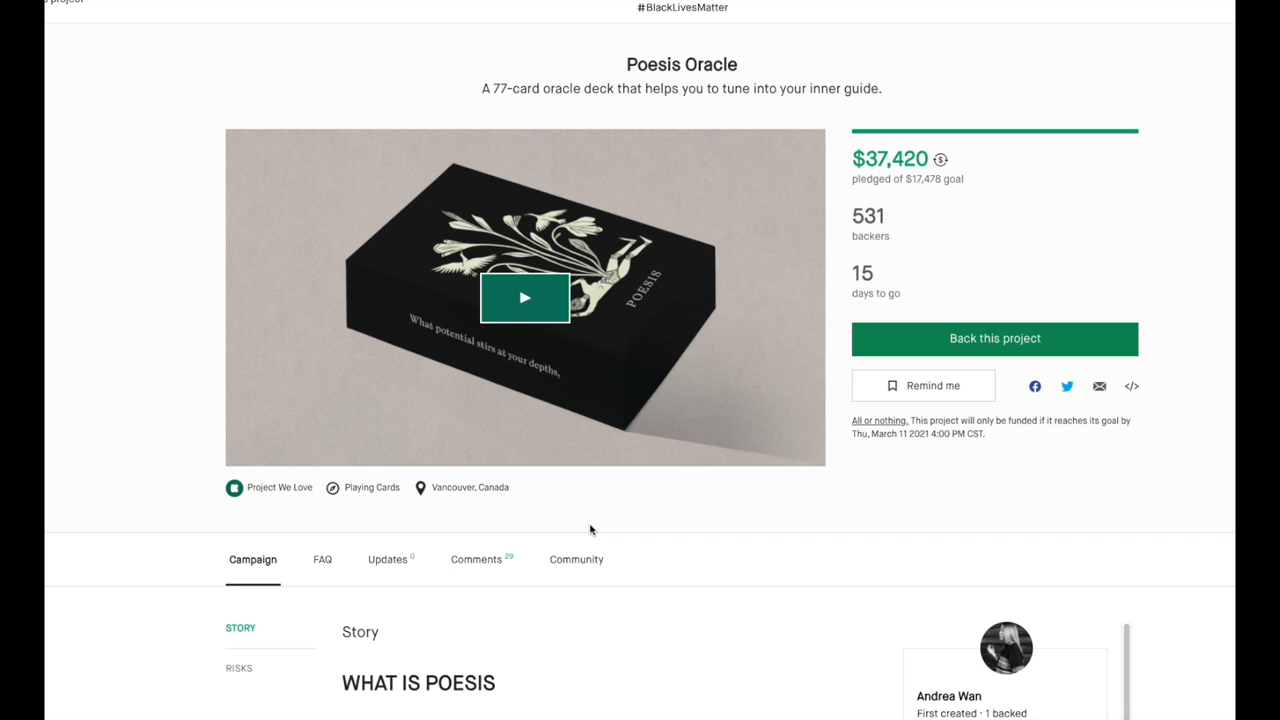 #BlackLivesMatter
Poesis Oracle
A 77-card oracle deck that helps you to tune into your inner guide.
POESIS
What potential stirs at your depths,
$37,420
pledged of $17,478 goal
531
backers
15
days to go
Back this project
Remind me
All or nothing. This project will only be funded if it reaches its goal by
Thu, March 11 2021 4:00 PM CST.
Project We Love
Playing Cards
Vancouver, Canada
Campaign
FAQ
Updates 0
Comments 29
Community
STORY
RISKS
Story
WHAT IS POESIS
Andrea Wan
First created · 1 backed